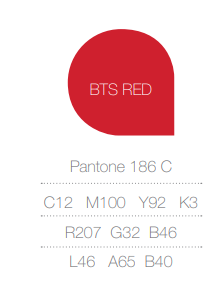 BTS RED
Pantone 186 C
C12 M100 Y92 K3
R207 G32 B46
L46 A65 B40